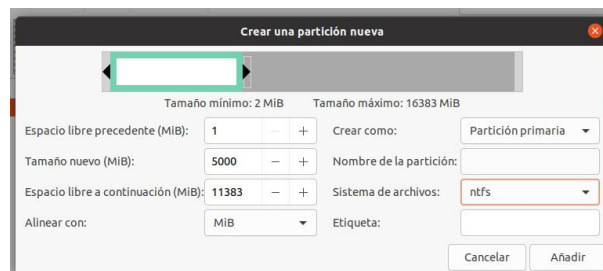 Crear una partición nueva
Tamaño mínimo: 2 MiB Tamaño máximo: 16383 MiB
Espacio libre precedente (MiB): 1 − + Crear como: Partición primaria
Tamaño nuevo (MiB): 5000 − + Nombre de la partición:
Espacio libre a continuación (MiB): 11383 − + Sistema de archivos: ntfs
Alinear con: MiB Etiqueta:
Cancelar Añadir